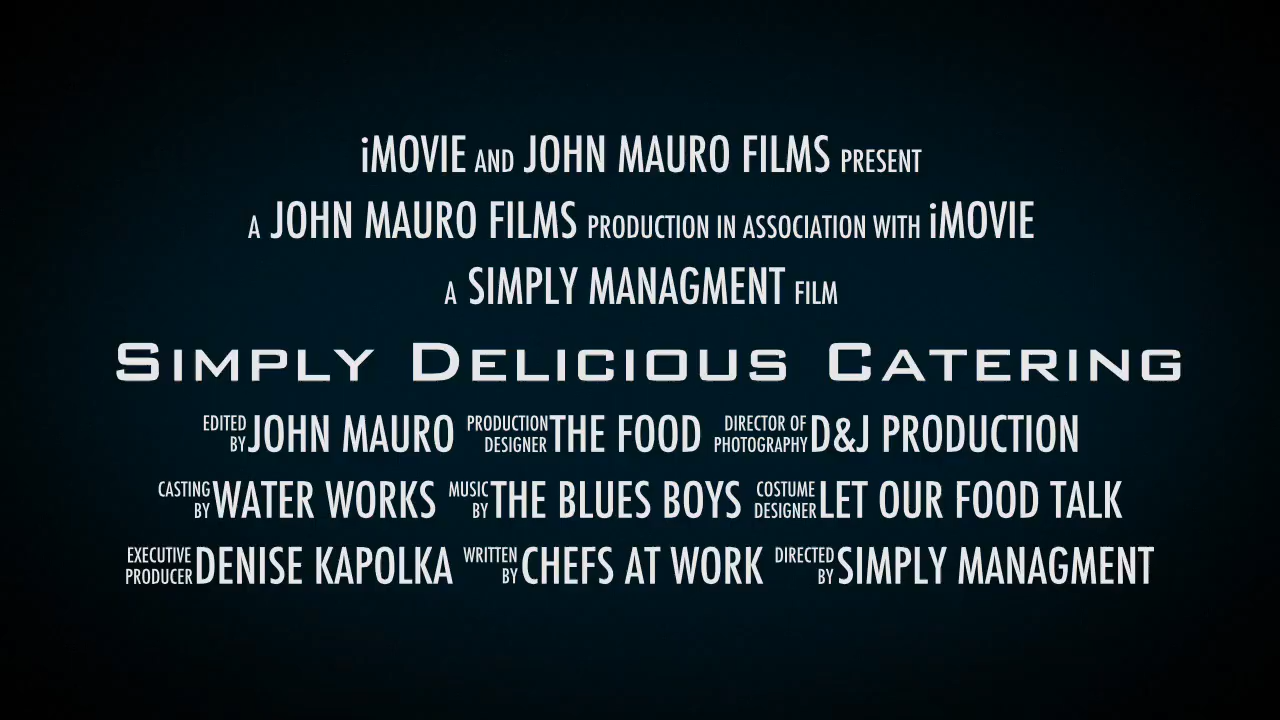 iMOVIE AND JOHN MAURO FILMS PRESENT
A JOHN MAURO FILMS PRODUCTION IN ASSOCIATION WITH iMOVIE
A SIMPLY MANAGMENT FILM
SIMPLY DELICIOUS CATERING
EDITED BY JOHN MAURO PRODUCTION DESIGNER THE FOOD DIRECTOR OF PHOTOGRAPHY D&J PRODUCTION
CASTING BY WATER WORKS MUSIC BY THE BLUES BOYS COSTUME DESIGNER LET OUR FOOD TALK
EXECUTIVE PRODUCER DENISE KAPOLKA WRITTEN BY CHEFS AT WORK DIRECTED BY SIMPLY MANAGMENT